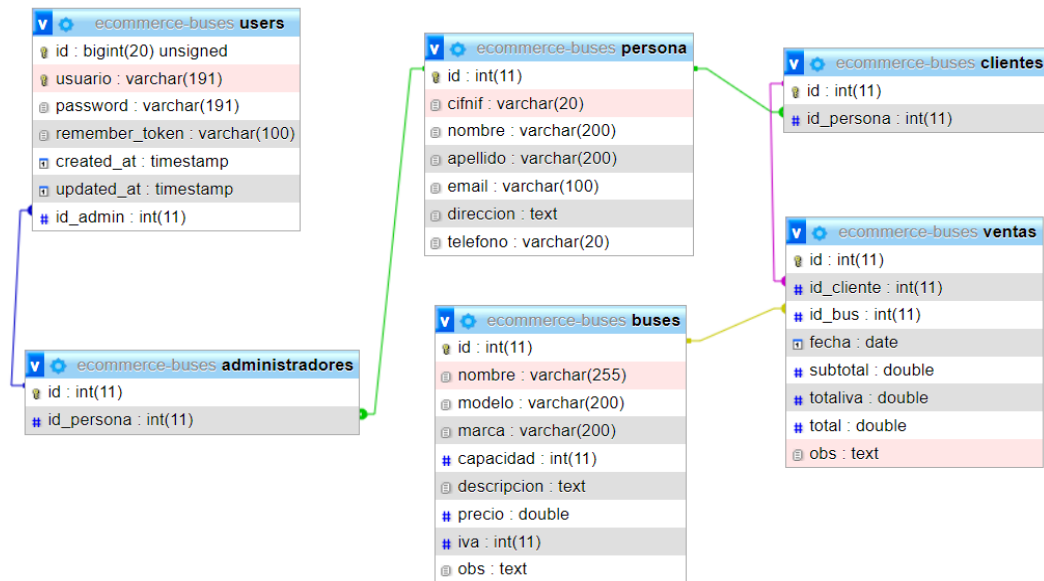 v ecommerce-buses users
id : bigint(20) unsigned
usuario : varchar(191)
password : varchar(191)
remember_token : varchar(100)
created_at : timestamp
updated_at : timestamp
# id_admin : int(11)
v ecommerce-buses persona
id : int(11)
cifnif : varchar(20)
nombre : varchar(200)
apellido : varchar(200)
email : varchar(100)
direccion : text
telefono : varchar(20)
v ecommerce-buses clientes
id : int(11)
# id_persona : int(11)
v ecommerce-buses ventas
id : int(11)
# id_cliente : int(11)
# id_bus : int(11)
fecha : date
# subtotal : double
# totaliva : double
# total : double
obs : text
v ecommerce-buses buses
id : int(11)
nombre : varchar(255)
modelo : varchar(200)
marca : varchar(200)
# capacidad : int(11)
descripcion : text
# precio : double
# iva : int(11)
obs : text
v ecommerce-buses administradores
id : int(11)
# id_persona : int(11)